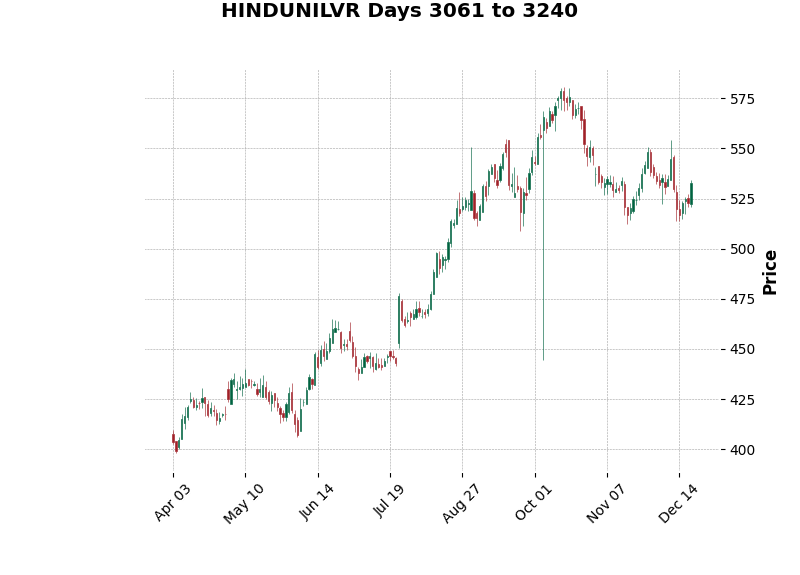 HINDUNILVR Days 3061 to 3240
575
550
525
500
475
450
425
400
Price
Apr 03
May 10
Jun 14
Jul 19
Aug 27
Oct 01
Nov 07
Dec 14